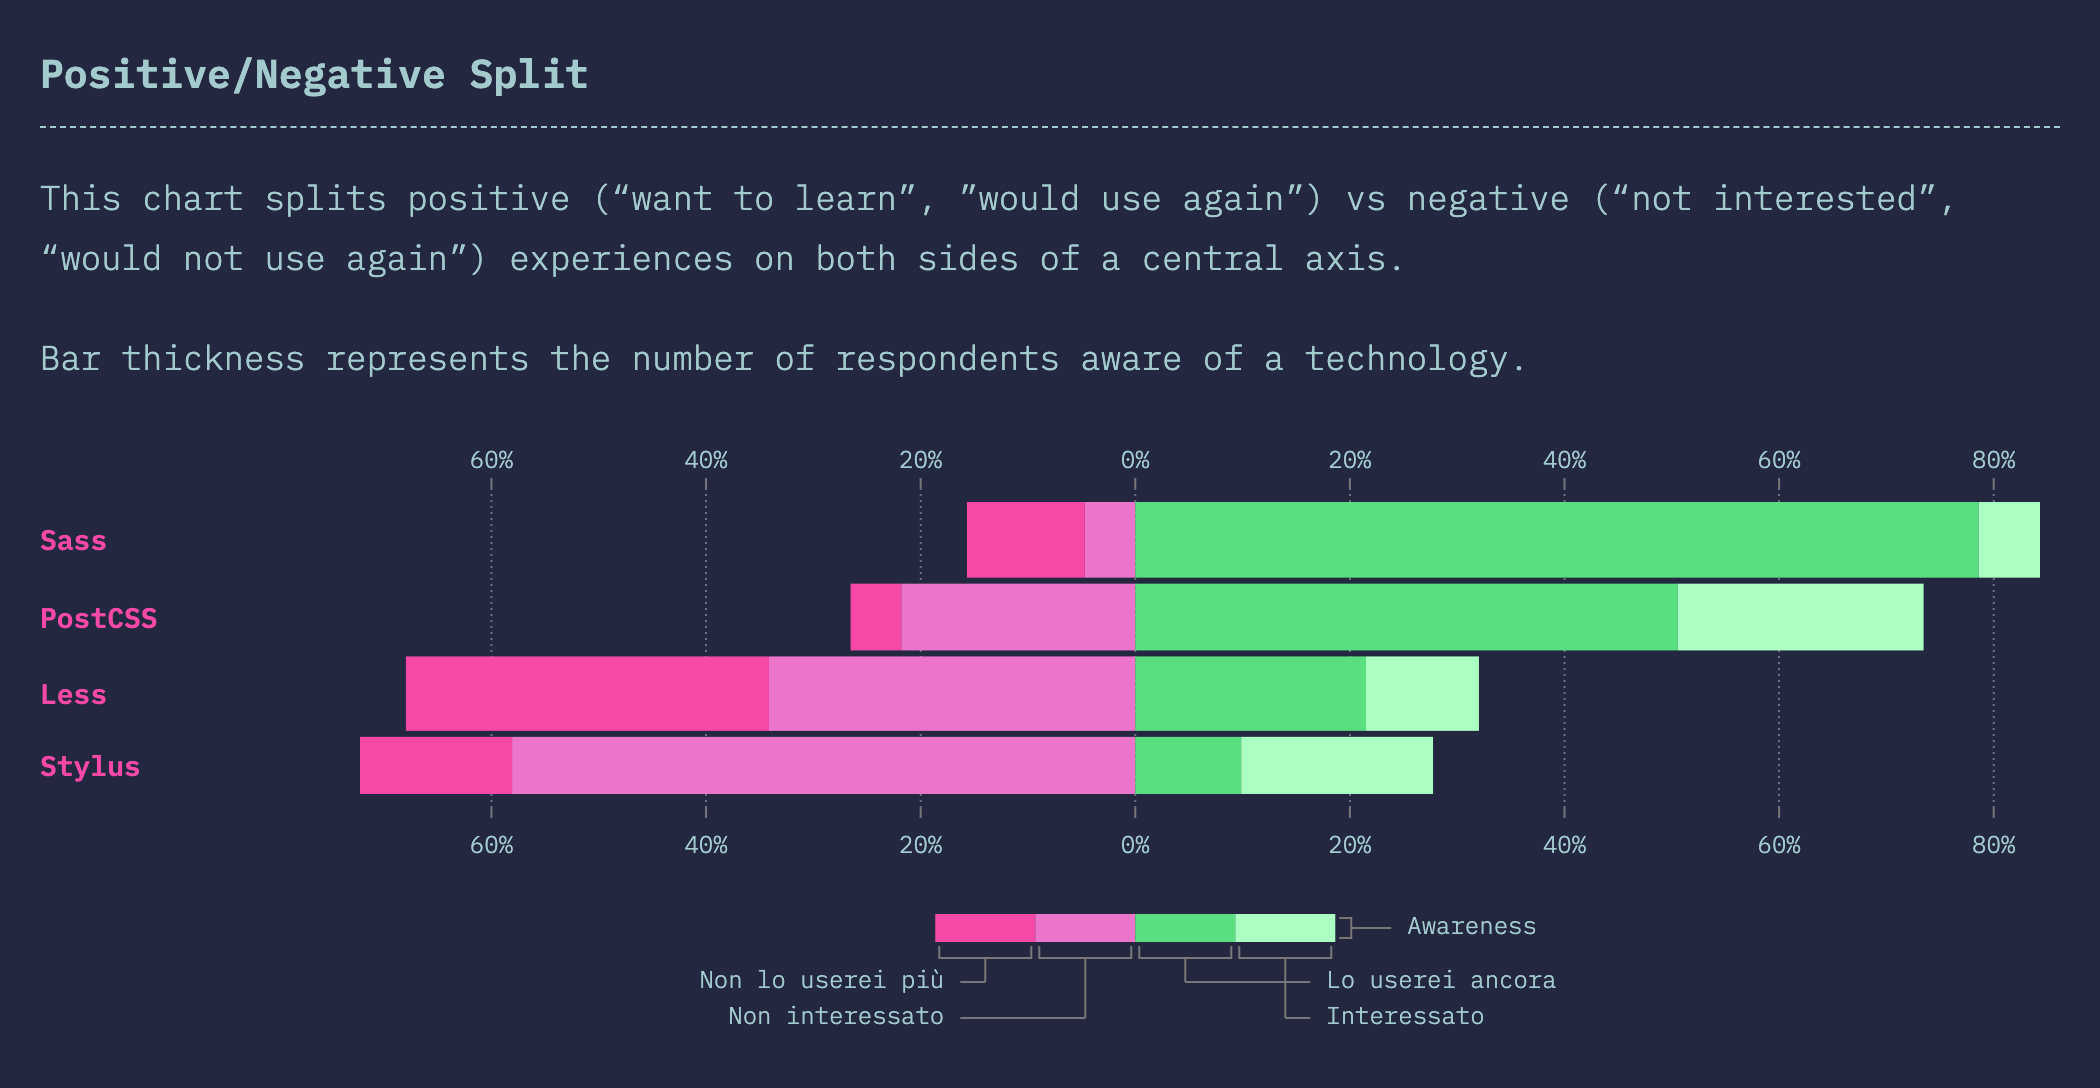 Positive/Negative Split
This chart splits positive (“want to learn”, ”would use again”) vs negative (“not interested”,
“would not use again”) experiences on both sides of a central axis.
Bar thickness represents the number of respondents aware of a technology.
60% 40% 20% 0% 20% 40% 60% 80%
Sass
PostCSS
Less
Stylus
60% 40% 20% 0% 20% 40% 60% 80%
Awareness
Non lo userei più Lo userei ancora
Non interessato Interessato